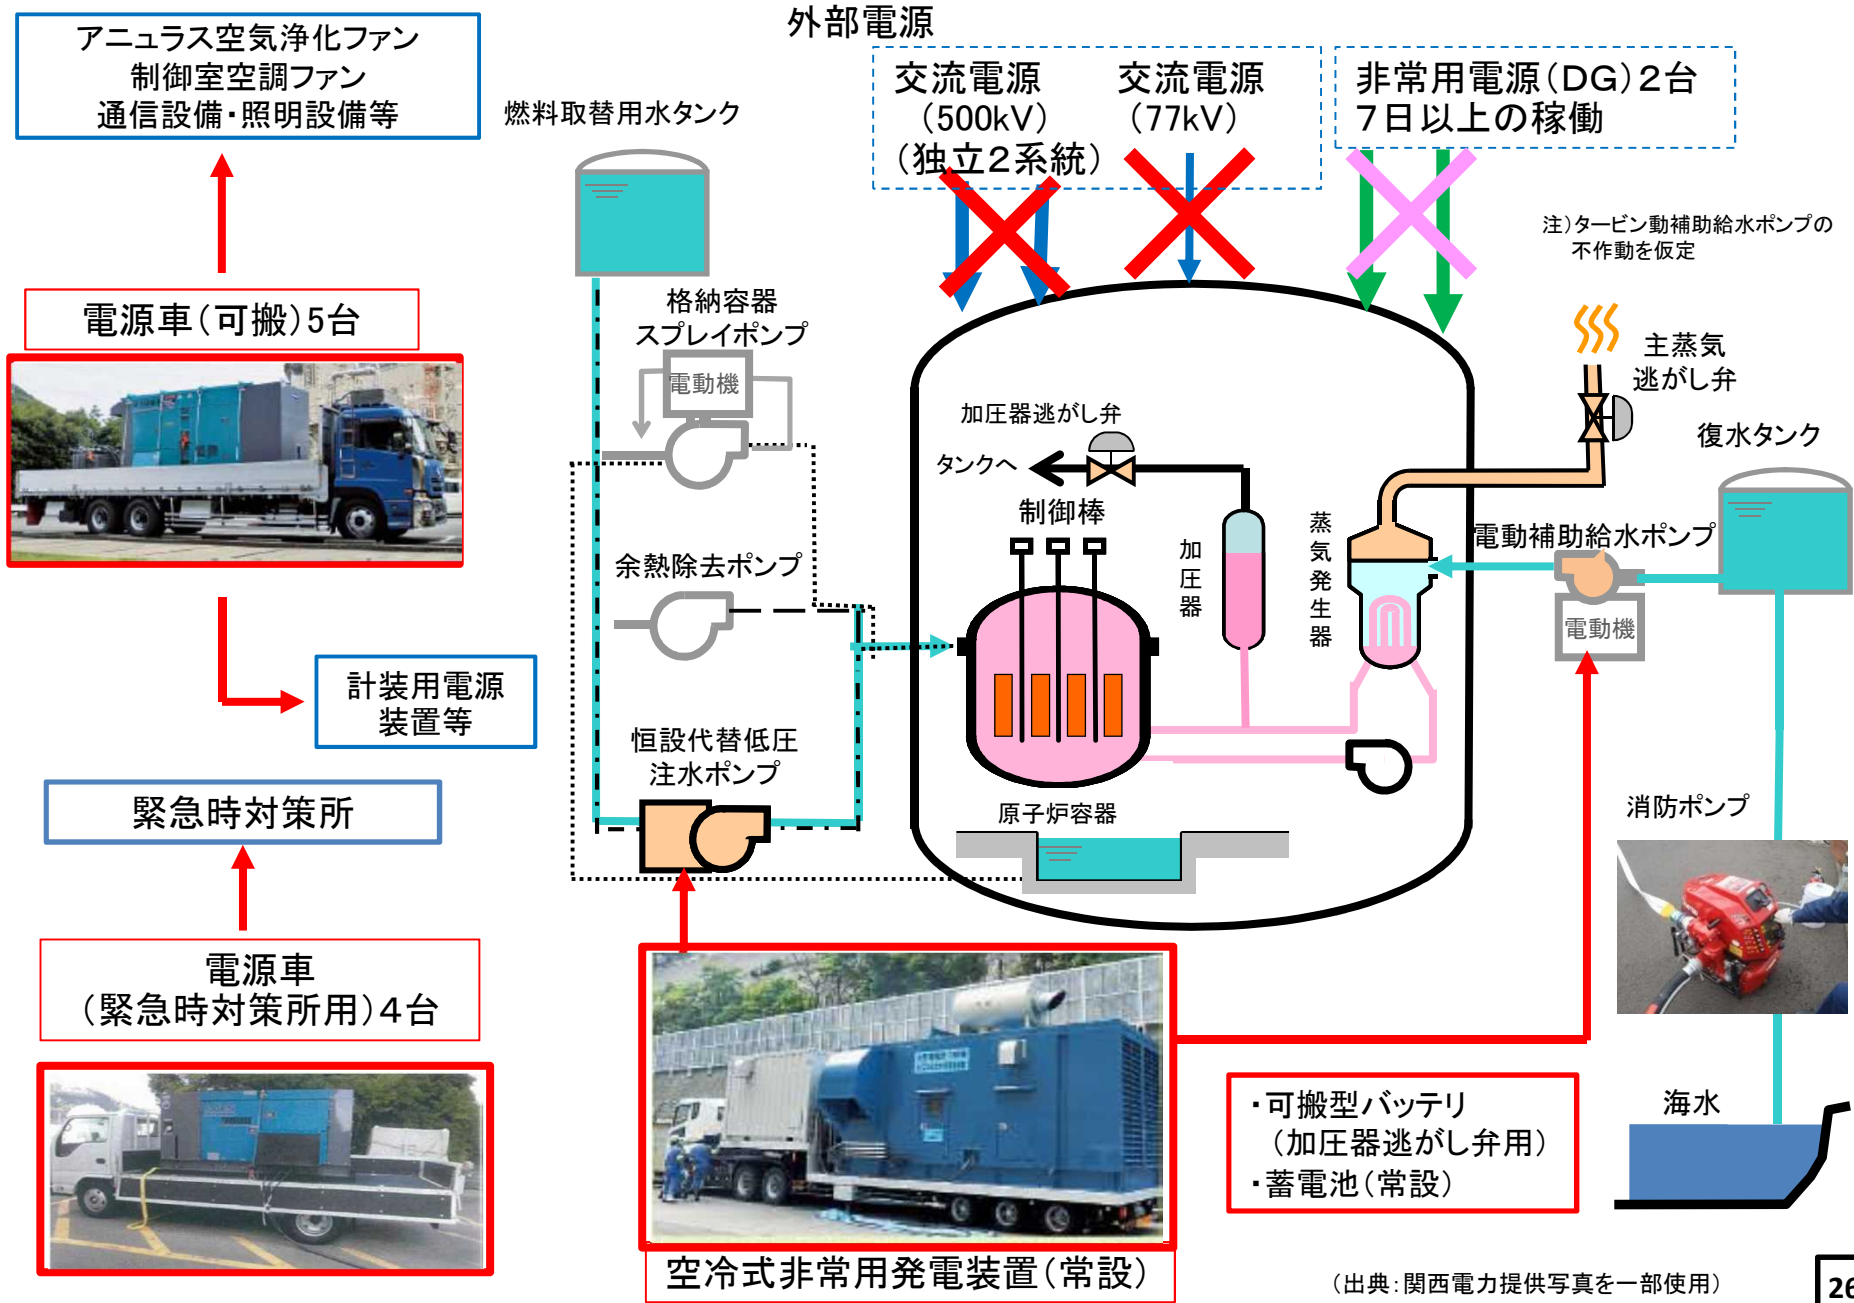 外部電源
アニュラス空気浄化ファン
制御室空調ファン
通信設備・照明設備等
燃料取替用水タンク
交流電源
（500kV）
（独立２系統）
交流電源
（77kV）
非常用電源（ＤＧ）２台
７日以上の稼働
注）タービン動補助給水ポンプの
不作動を仮定
電源車（可搬）5台
格納容器
スプレイポンプ
電動機
主蒸気
逃がし弁
加圧器逃がし弁
タンクへ
復水タンク
制御棒
加圧器
蒸気発生器
電動補助給水ポンプ
電動機
余熱除去ポンプ
計装用電源
装置等
恒設代替低圧
注水ポンプ
原子炉容器
消防ポンプ
緊急時対策所
電源車
（緊急時対策所用）４台
・可搬型バッテリ
（加圧器逃がし弁用）
・蓄電池（常設）
海水
空冷式非常用発電装置（常設）
（出典：関西電力提供写真を一部使用）
26